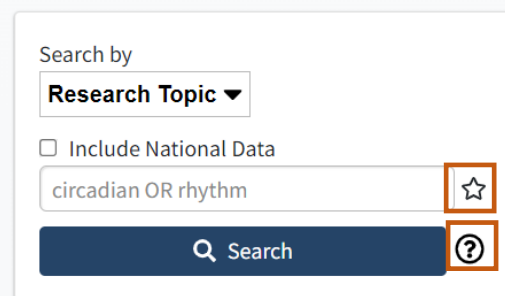 Search by
Research Topic
Include National Data
circadian OR rhythm
Search
?